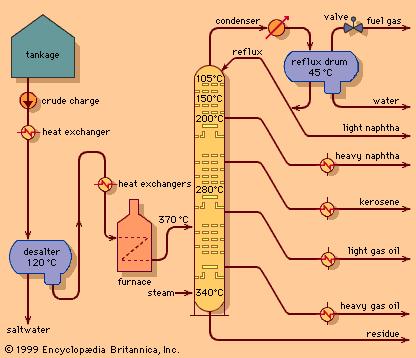 condenser
valve
fuel gas
tankage
reflux
reflux drum
45 °C
105°C
crude charge
150°C
water
200°C
heat exchanger
light naphtha
heavy naphtha
heat exchangers
280°C
kerosene
370 °C
desalter
120 °C
light gas oil
furnace
steam
340°C
heavy gas oil
saltwater
residue
© 1999 Encyclopædia Britannica, Inc.